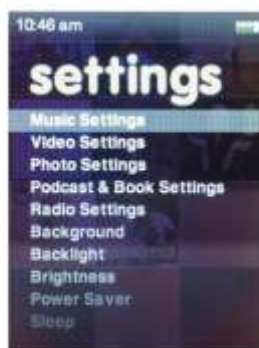 10:46 am
settings
Music Settings
Video Settings
Photo Settings
Podcast & Book Settings
Radio Settings
Background
Backlight
Brightness
Power Saver
Sleep